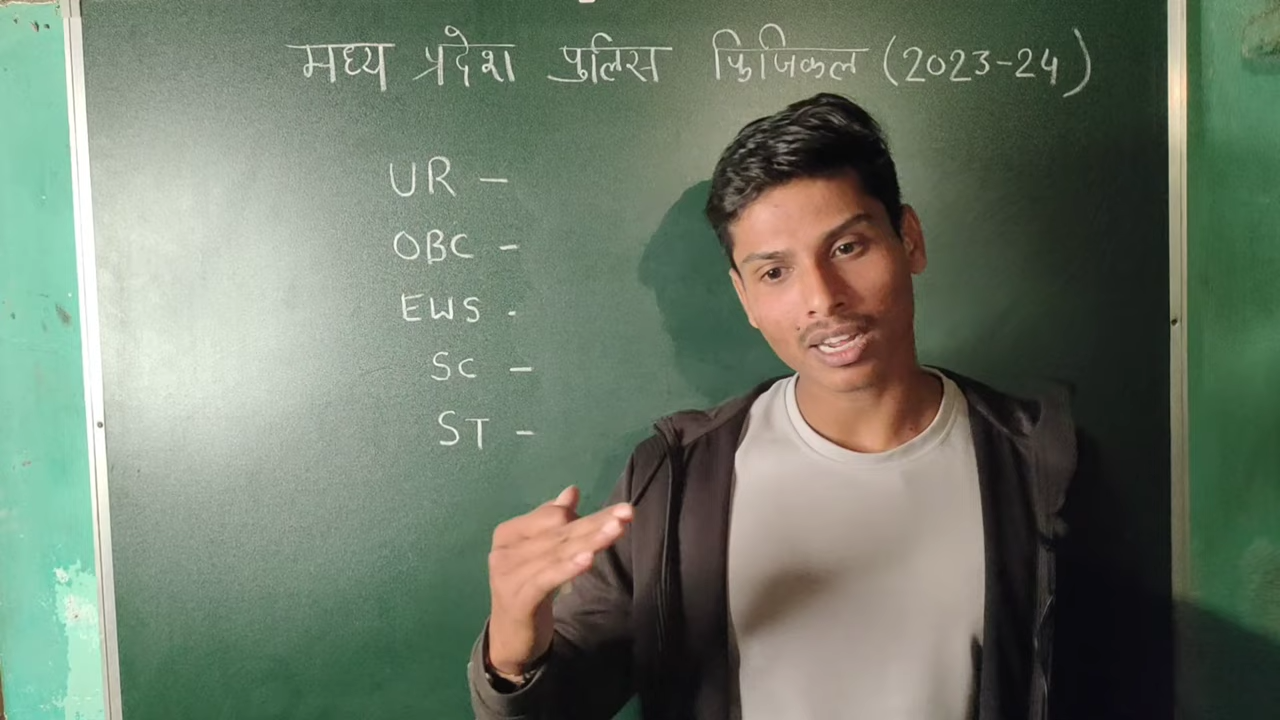 मध्य प्रदेश पुलिस फिजिकल (2023-24)
UR -
OBC -
EWS -
SC -
ST -